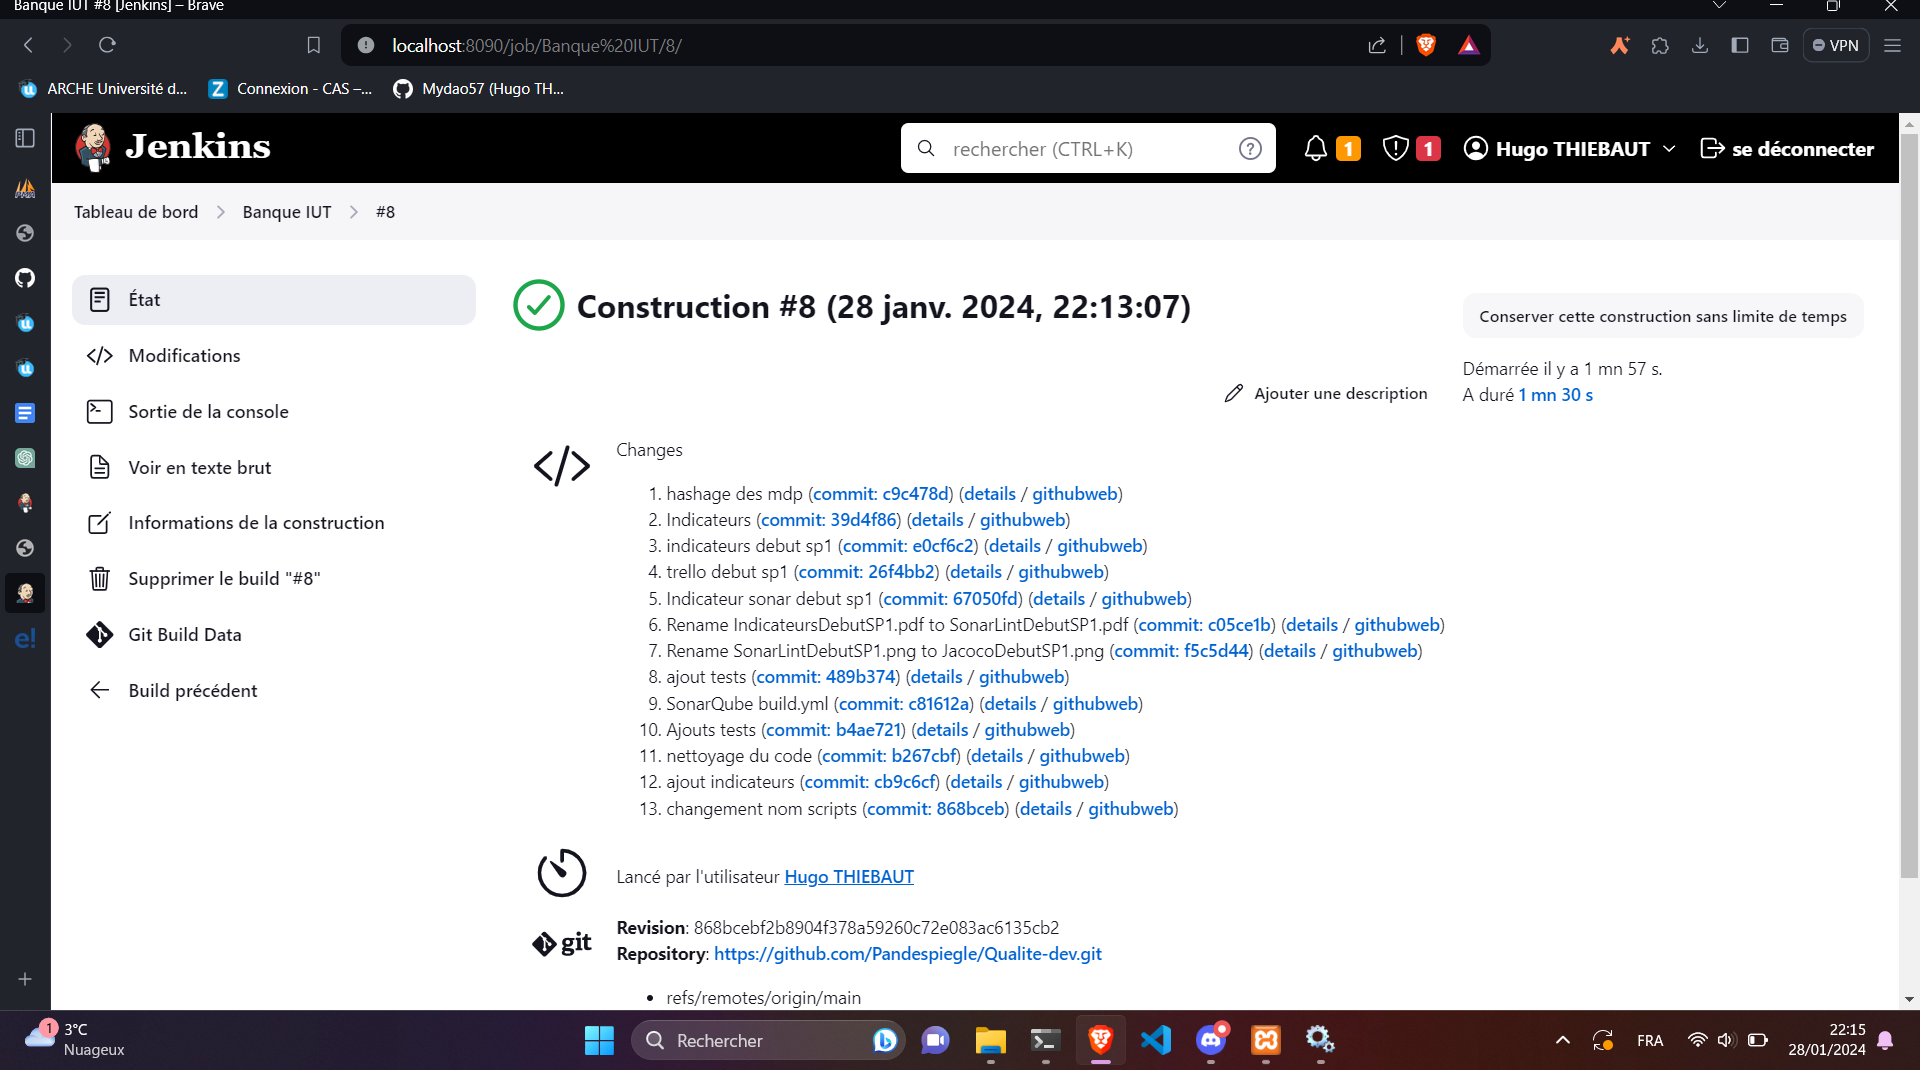 Banque IUT #8 [Jenkins] – Brave
localhost:8090/job/Banque%20IUT/8/
VPN
ARCHE Université d...
Connexion - CAS –...
Mydao57 (Hugo TH...
Jenkins
rechercher (CTRL+K)
1
1
Hugo THIEBAUT
se déconnecter
Tableau de bord
Banque IUT
#8
État
Modifications
Sortie de la console
Voir en texte brut
Informations de la construction
Supprimer le build "#8"
Git Build Data
Build précédent
Construction #8 (28 janv. 2024, 22:13:07)
Conserver cette construction sans limite de temps
Démarrée il y a 1 mn 57 s.
A duré 1 mn 30 s
Ajouter une description
Changes
1. hashage des mdp (commit: c9c478d) (details / githubweb)
2. Indicateurs (commit: 39d4f86) (details / githubweb)
3. indicateurs debut sp1 (commit: e0cf6c2) (details / githubweb)
4. trello debut sp1 (commit: 26f4bb2) (details / githubweb)
5. Indicateur sonar debut sp1 (commit: 67050fd) (details / githubweb)
6. Rename IndicateursDebutSP1.pdf to SonarLintDebutSP1.pdf (commit: c05ce1b) (details / githubweb)
7. Rename SonarLintDebutSP1.png to JacocoDebutSP1.png (commit: f5c5d44) (details / githubweb)
8. ajout tests (commit: 489b374) (details / githubweb)
9. SonarQube build.yml (commit: c81612a) (details / githubweb)
10. Ajouts tests (commit: b4ae721) (details / githubweb)
11. nettoyage du code (commit: b267cbf) (details / githubweb)
12. ajout indicateurs (commit: cb9c6cf) (details / githubweb)
13. changement nom scripts (commit: 868bceb) (details / githubweb)
Lancé par l'utilisateur Hugo THIEBAUT
git
Revision: 868bcebf2b8904f378a59260c72e083ac6135cb2
Repository: https://github.com/Pandespiegle/Qualite-dev.git
• refs/remotes/origin/main
1
3°C
Nuageux
Rechercher
FRA
22:15
28/01/2024